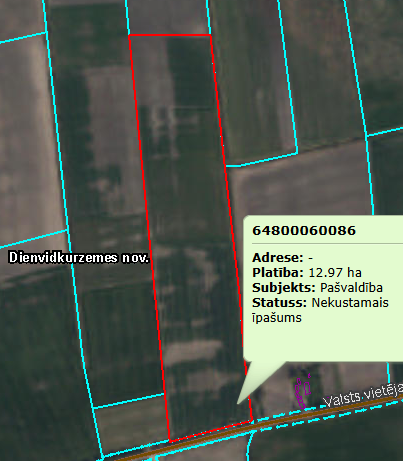 64800060086
Adrese: -
Platība: 12.97 ha
Subjekts: Pašvaldība
Statuss: Nekustamais
īpašums
Dienvidkurzemes nov.
Valsts vietēja